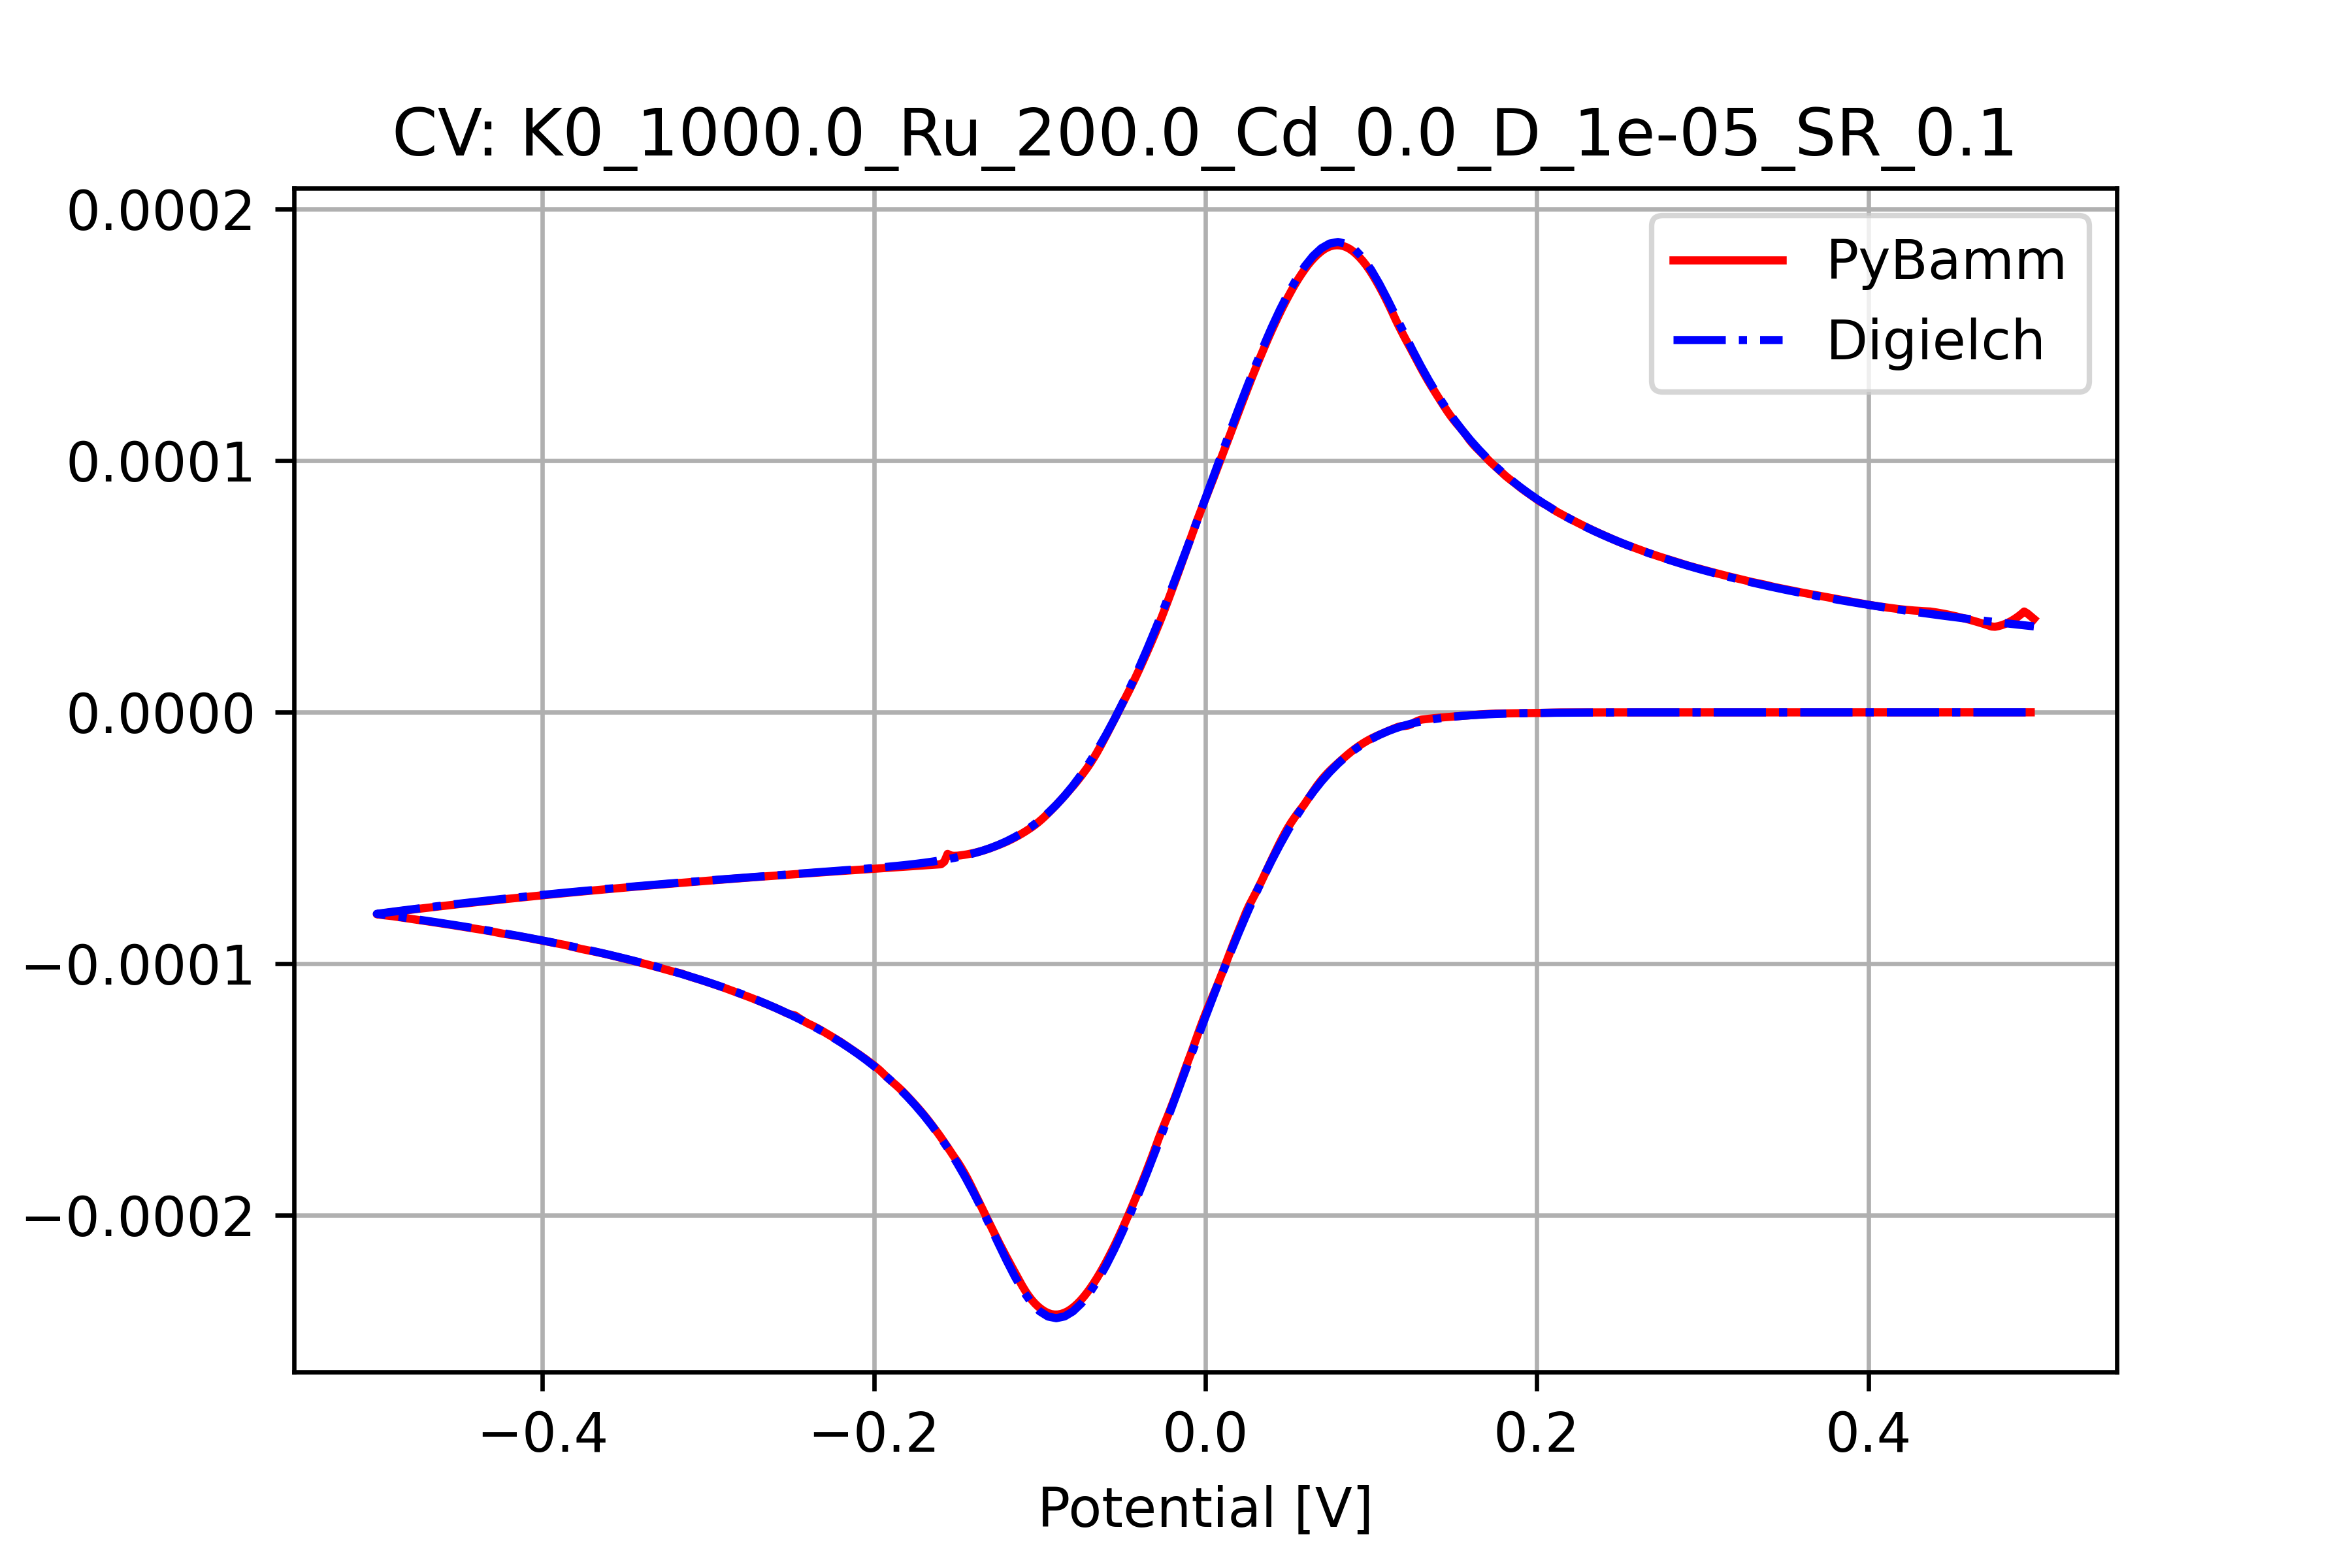 CV: K0_1000.0_Ru_200.0_Cd_0.0_D_1e-05_SR_0.1
0.0002
0.0001
0.0000
−0.0001
−0.0002
PyBamm
Digielch
−0.4
−0.2
0.0
0.2
0.4
Potential [V]